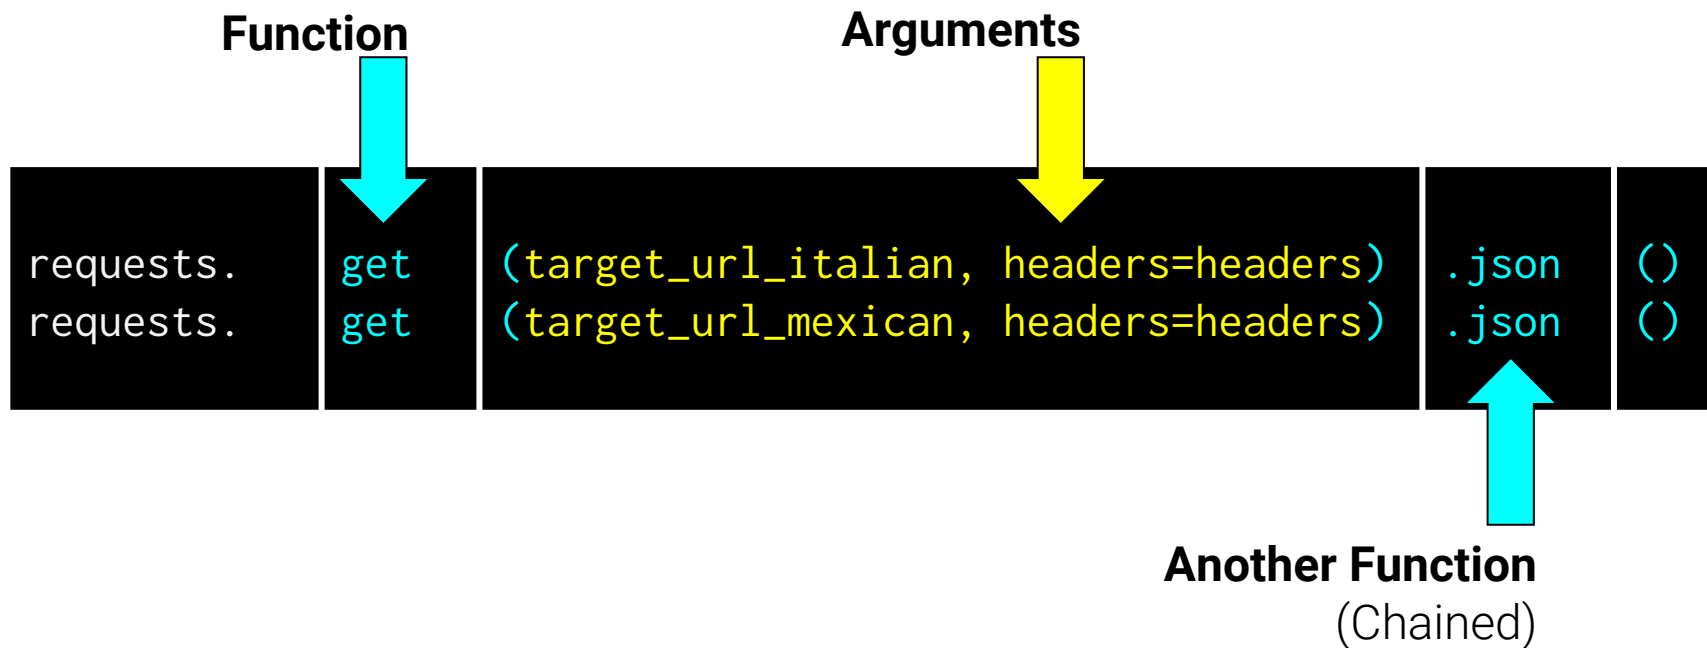 Function
Arguments
requests. get (target_url_italian, headers=headers) .json ()
requests. get (target_url_mexican, headers=headers) .json ()
Another Function
(Chained)